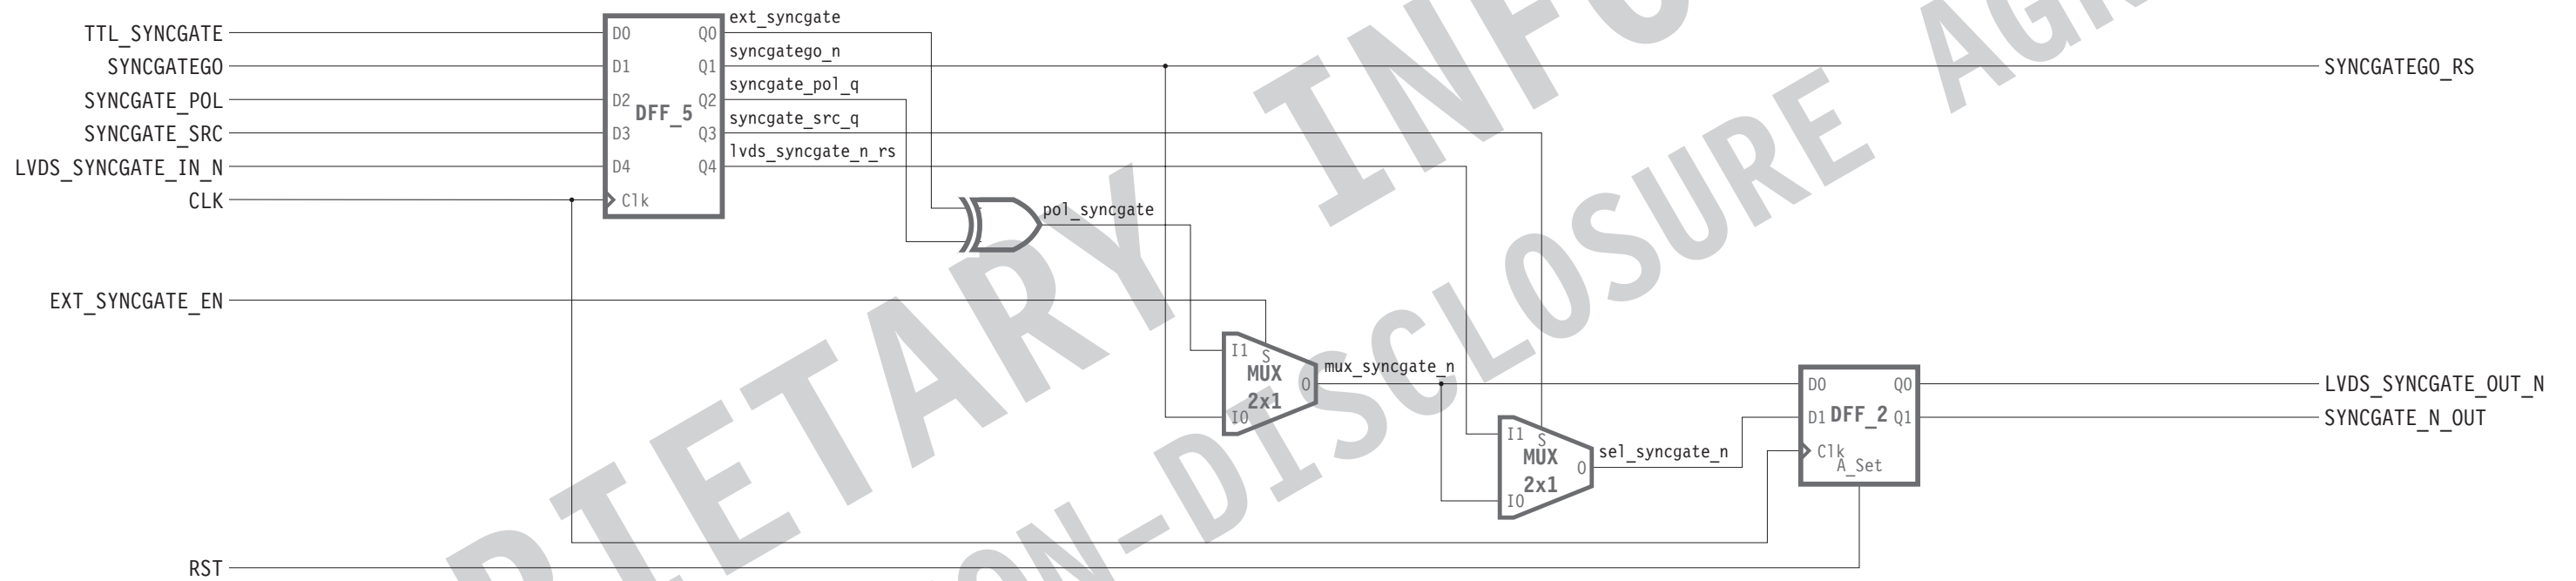 TTL_SYNCGATE
SYNCGATEGO
SYNCGATE_POL
SYNCGATE_SRC
LVDS_SYNCGATE_IN_N
CLK
EXT_SYNCGATE_EN
RST
D0 Q0
D1 Q1
D2 Q2
DFF_5
D3 Q3
D4 Q4
Clk
ext_syncgate
syncgatego_n
syncgate_pol_q
syncgate_src_q
lvds_syncgate_n_rs
pol_syncgate
I1 S
MUX
O
2x1
I0
mux_syncgate_n
I1 S
MUX
O
2x1
I0
sel_syncgate_n
D0 Q0
D1 DFF_2 Q1
Clk
A_Set
SYNCGATEGO_RS
LVDS_SYNCGATE_OUT_N
SYNCGATE_N_OUT
DISCLOSURE